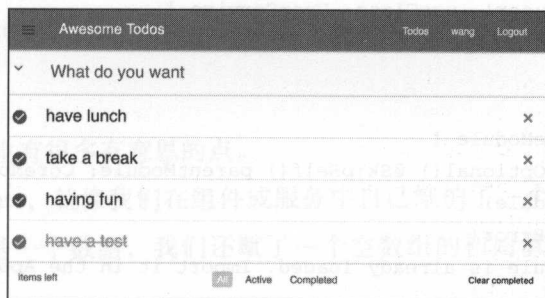 Awesome Todos Todos wang Logout
What do you want
have lunch
take a break
having fun
have a test
items left All Active Completed Clear completed